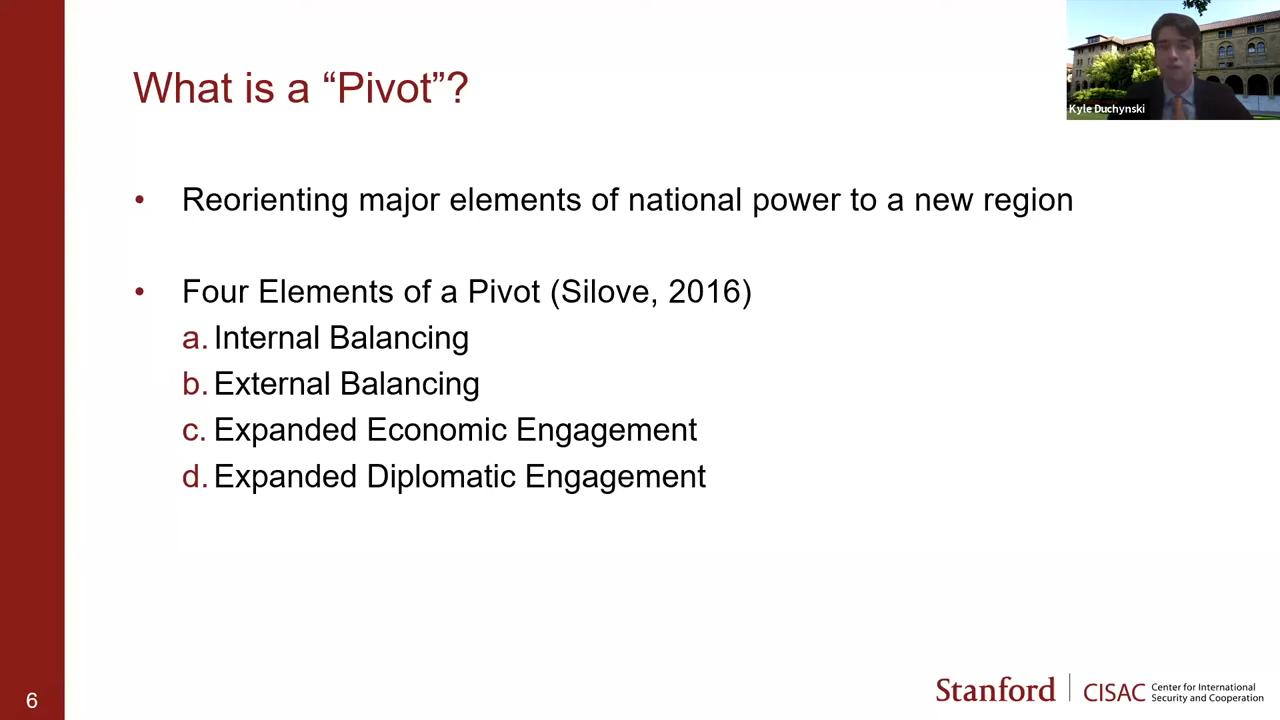 What is a “Pivot”?
Kyle Duchynski
• Reorienting major elements of national power to a new region
• Four Elements of a Pivot (Silove, 2016)
a. Internal Balancing
b. External Balancing
c. Expanded Economic Engagement
d. Expanded Diplomatic Engagement
6
Stanford | CISAC Center for International
Security and Cooperation